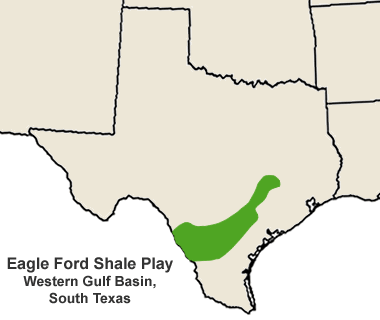 Eagle Ford Shale Play
Western Gulf Basin,
South Texas